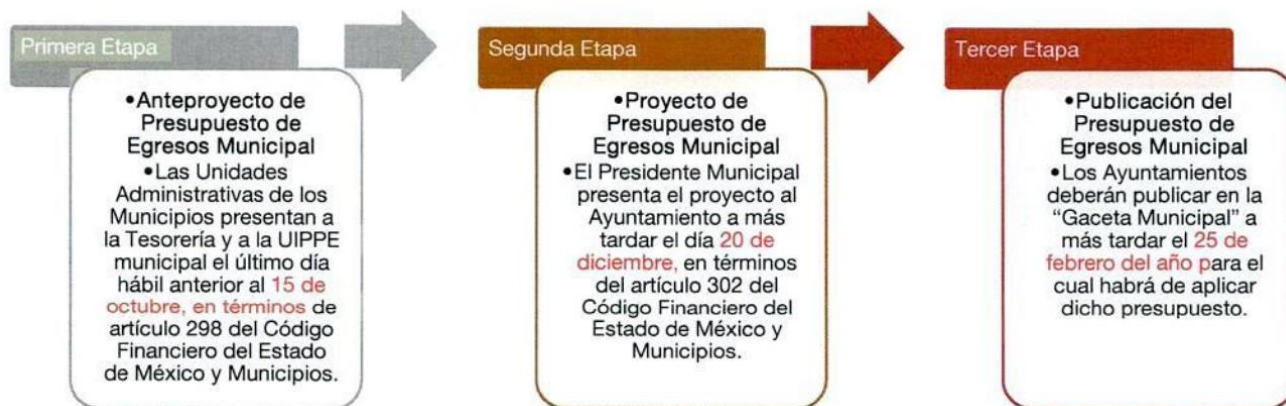 Primera Etapa
•Anteproyecto de
Presupuesto de
Egresos Municipal
•Las Unidades
Administrativas de los
Municipios presentan a
la Tesorería y a la UIPPE
municipal el último día
hábil anterior al 15 de
octubre, en términos de
artículo 298 del Código
Financiero del Estado
de México y Municipios.
Segunda Etapa
•Proyecto de
Presupuesto de
Egresos Municipal
•El Presidente Municipal
presenta el proyecto al
Ayuntamiento a más
tardar el día 20 de
diciembre, en términos
del artículo 302 del
Código Financiero del
Estado de México y
Municipios.
Tercer Etapa
•Publicación del
Presupuesto de
Egresos Municipal
•Los Ayuntamientos
deberán publicar en la
“Gaceta Municipal” a
más tardar el 25 de
febrero del año para el
cual habrá de aplicar
dicho presupuesto.